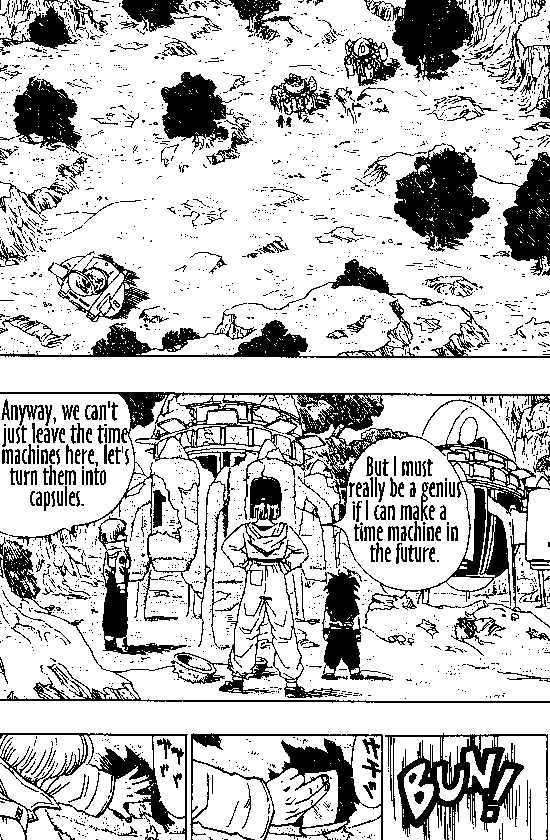 Anyway, we can't
just leave the time
machines here, let's
turn them into
capsules.
But I must
really be a genius
if I can make a
time machine in
the future.
BUN!